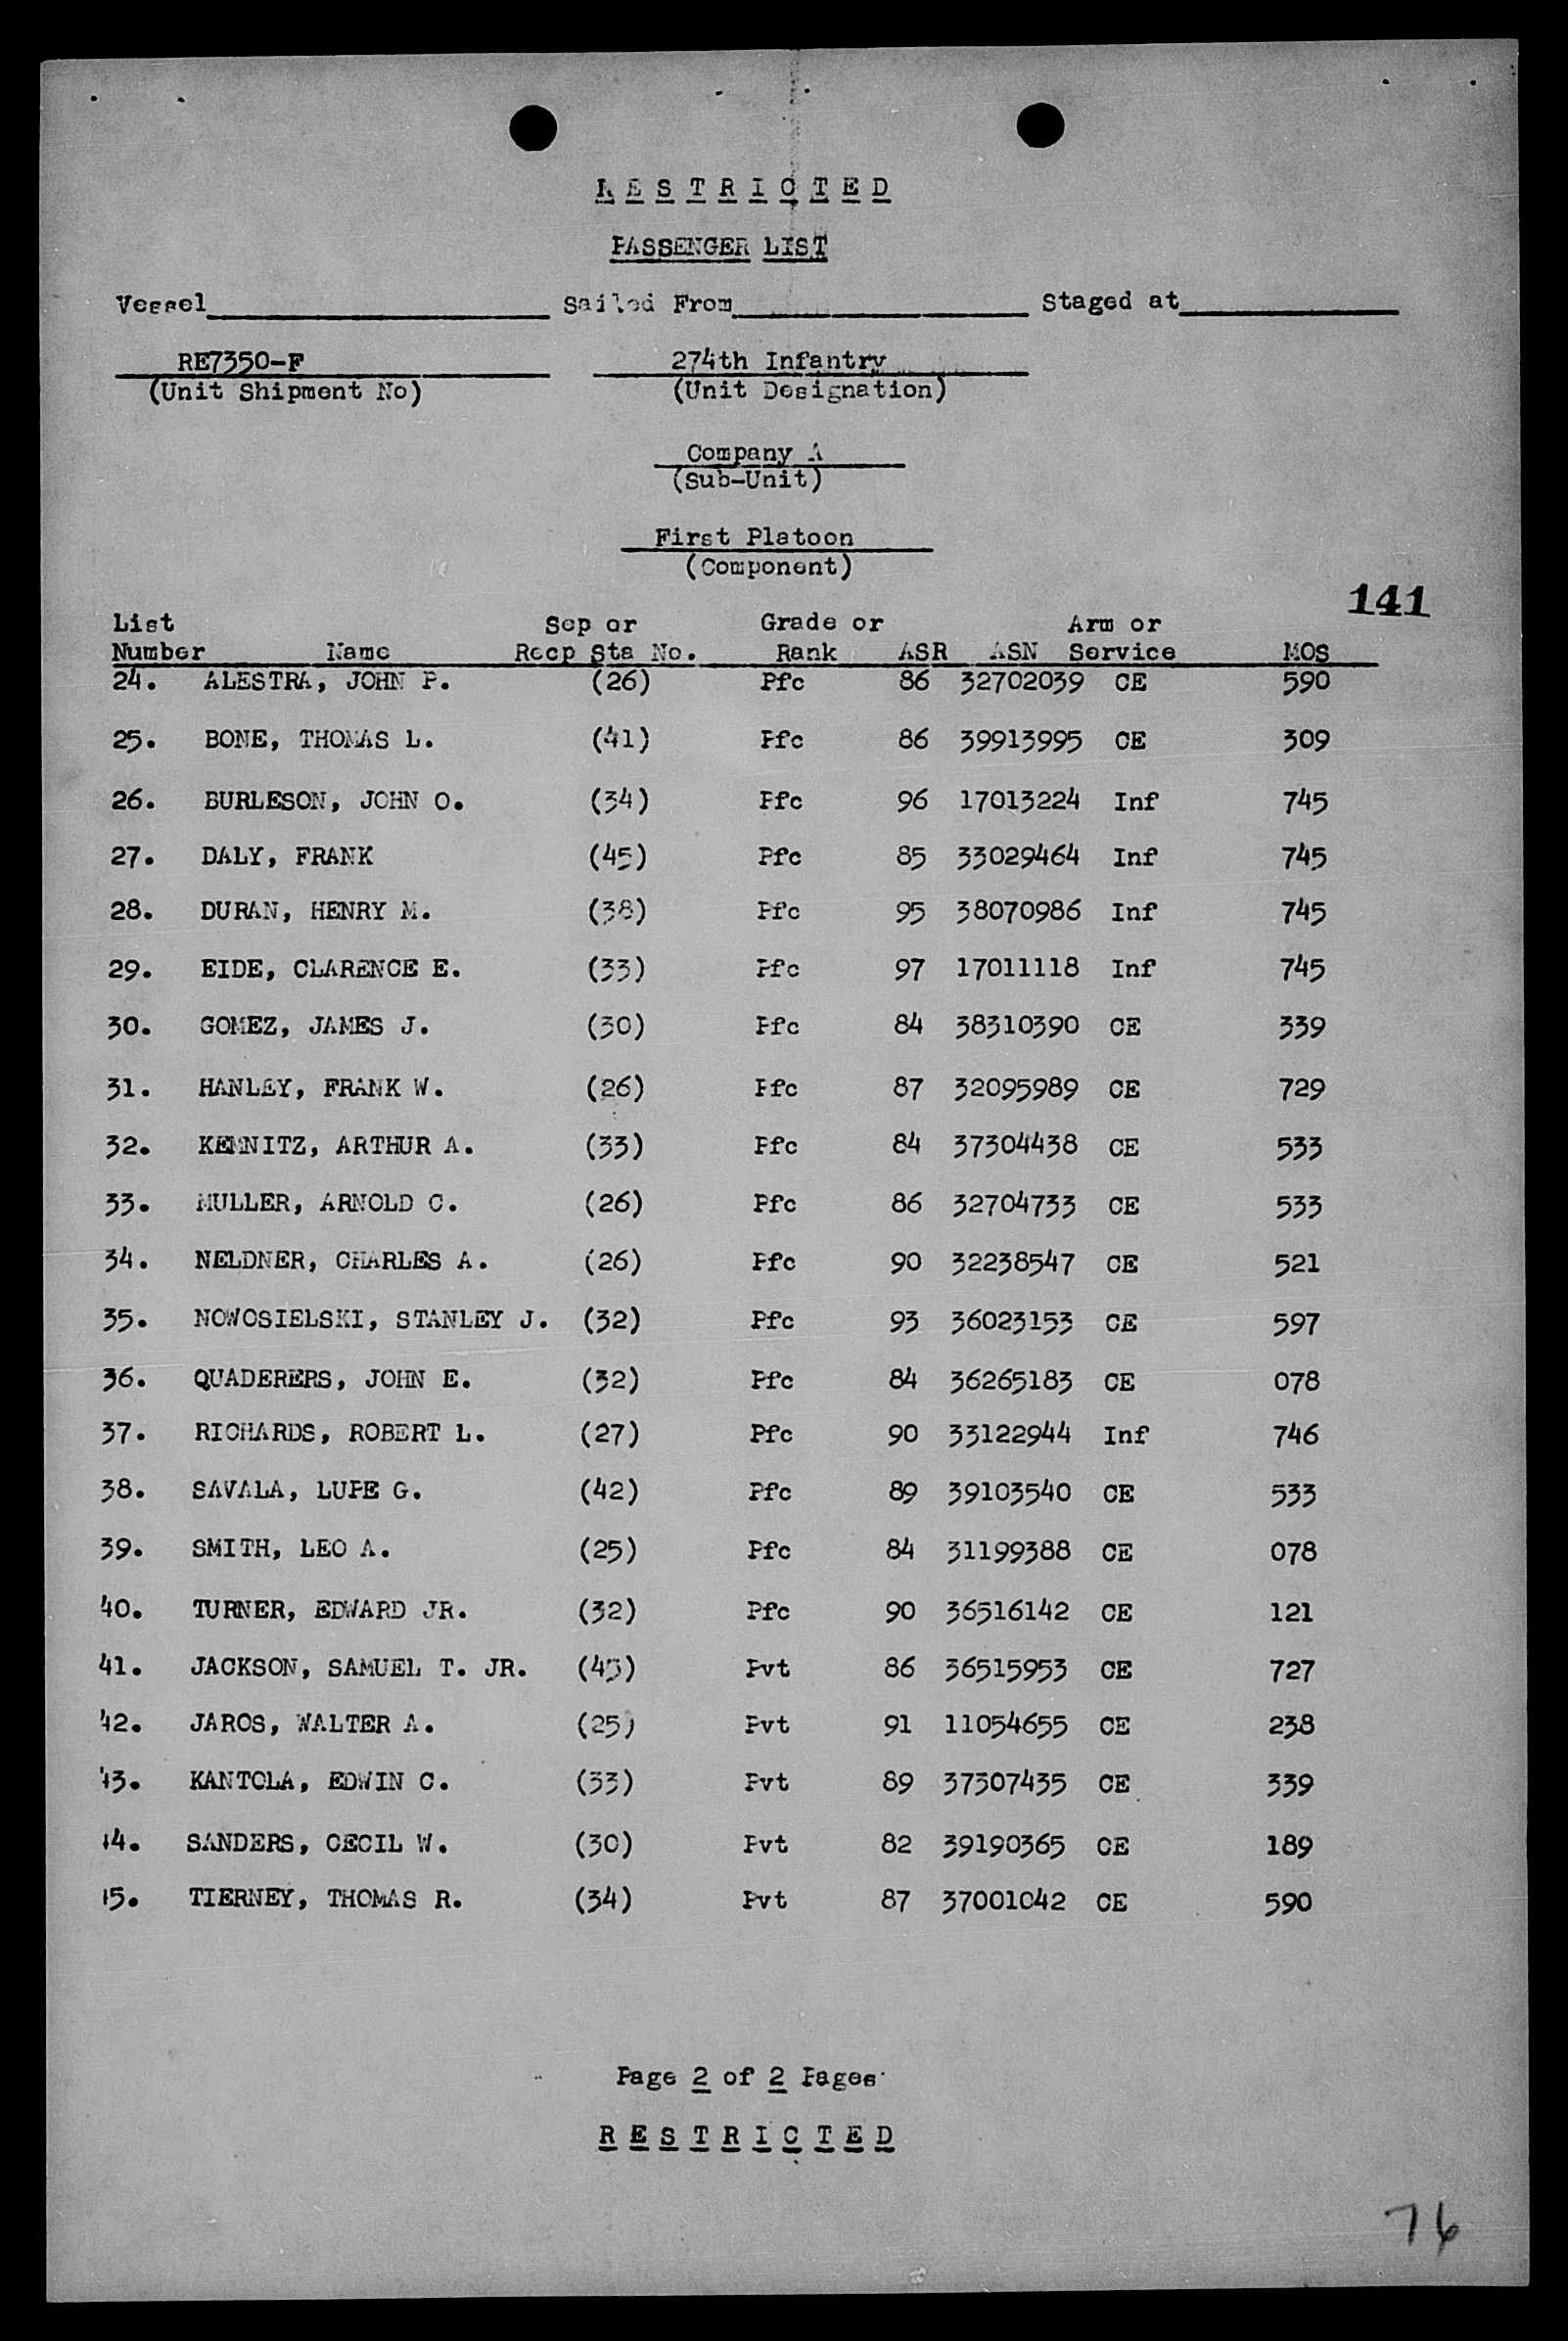 RESTRICTED
PASSENGER LIST
Vessel Sailed From Staged at
RE7350-F 274th Infantry
(Unit Shipment No) (Unit Designation)
Company A
(Sub-Unit)
First Platoon
(Component)
141
List Sep or Grade or Arm or
Number Name Recp Sta No. Rank ASR ASN Service MOS
24. ALESTRA, JOHN P. (26) Pfc 86 32702039 CE 590
25. BONE, THOMAS L. (41) Pfc 86 39913995 CE 309
26. BURLESON, JOHN O. (34) Pfc 96 17013224 Inf 745
27. DALY, FRANK (45) Pfc 85 33029464 Inf 745
28. DURAN, HENRY M. (38) Pfc 95 38070986 Inf 745
29. EIDE, CLARENCE E. (33) Pfc 97 17011118 Inf 745
30. GOMEZ, JAMES J. (30) Pfc 84 38310390 CE 339
31. HANLEY, FRANK W. (26) Pfc 87 32095989 CE 729
32. KEMNITZ, ARTHUR A. (33) Pfc 84 37304438 CE 533
33. MULLER, ARNOLD C. (26) Pfc 86 32704733 CE 533
34. NELDNER, CHARLES A. (26) Pfc 90 32238547 CE 521
35. NOWOSIELSKI, STANLEY J. (32) Pfc 93 36023153 CE 597
36. QUADERERS, JOHN E. (32) Pfc 84 36265183 CE 078
37. RICHARDS, ROBERT L. (27) Pfc 90 33122944 Inf 746
38. SAVALA, LUPE G. (42) Pfc 89 39103540 CE 533
39. SMITH, LEO A. (25) Pfc 84 31199388 CE 078
40. TURNER, EDWARD JR. (32) Pfc 90 36516142 CE 121
41. JACKSON, SAMUEL T. JR. Pvt 86 36515953 CE 727
42. JAROS, WALTER A. (25) Pvt 91 11054655 CE 238
43. KANTOLA, EDWIN C. (33) Pvt 89 37307435 CE 339
44. SANDERS, CECIL W. (30) Pvt 82 39190365 CE 189
45. TIERNEY, THOMAS R. (34) Pvt 87 37001042 CE 590
Page 2 of 2 Pages
RESTRICTED
76